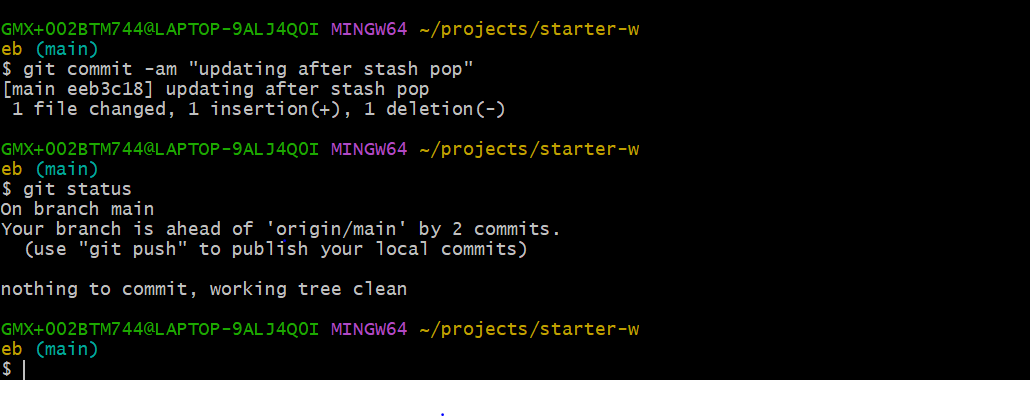 GMX+002BTM744@LAPTOP-9ALJ4Q0I MINGW64 ~/projects/starter-w
eb (main)
$ git commit -am "updating after stash pop"
[main eeb3c18] updating after stash pop
 1 file changed, 1 insertion(+), 1 deletion(-)

GMX+002BTM744@LAPTOP-9ALJ4Q0I MINGW64 ~/projects/starter-w
eb (main)
$ git status
On branch main
Your branch is ahead of 'origin/main' by 2 commits.
  (use "git push" to publish your local commits)

nothing to commit, working tree clean

GMX+002BTM744@LAPTOP-9ALJ4Q0I MINGW64 ~/projects/starter-w
eb (main)
$